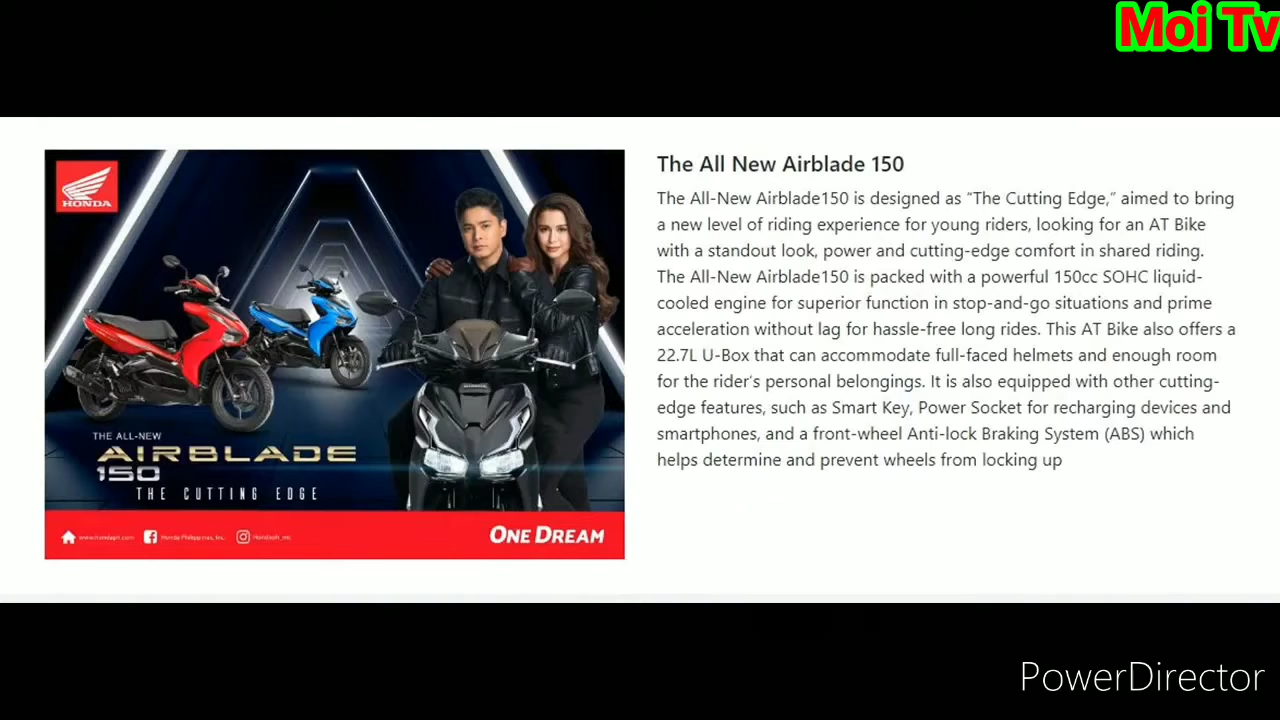 Moi Tv
HONDA
THE ALL-NEW
AIRBLADE
150
THE CUTTING EDGE
www.hondaph.com
Honda Philippines, Inc.
ONE DREAM
The All New Airblade 150
The All-New Airblade150 is designed as “The Cutting Edge,” aimed to bring
a new level of riding experience for young riders, looking for an AT Bike
with a standout look, power and cutting-edge comfort in shared riding.
The All-New Airblade150 is packed with a powerful 150cc SOHC liquid-
cooled engine for superior function in stop-and-go situations and prime
acceleration without lag for hassle-free long rides. This AT Bike also offers a
22.7L U-Box that can accommodate full-faced helmets and enough room
for the rider’s personal belongings. It is also equipped with other cutting-
edge features, such as Smart Key, Power Socket for recharging devices and
smartphones, and a front-wheel Anti-lock Braking System (ABS) which
helps determine and prevent wheels from locking up
PowerDirector